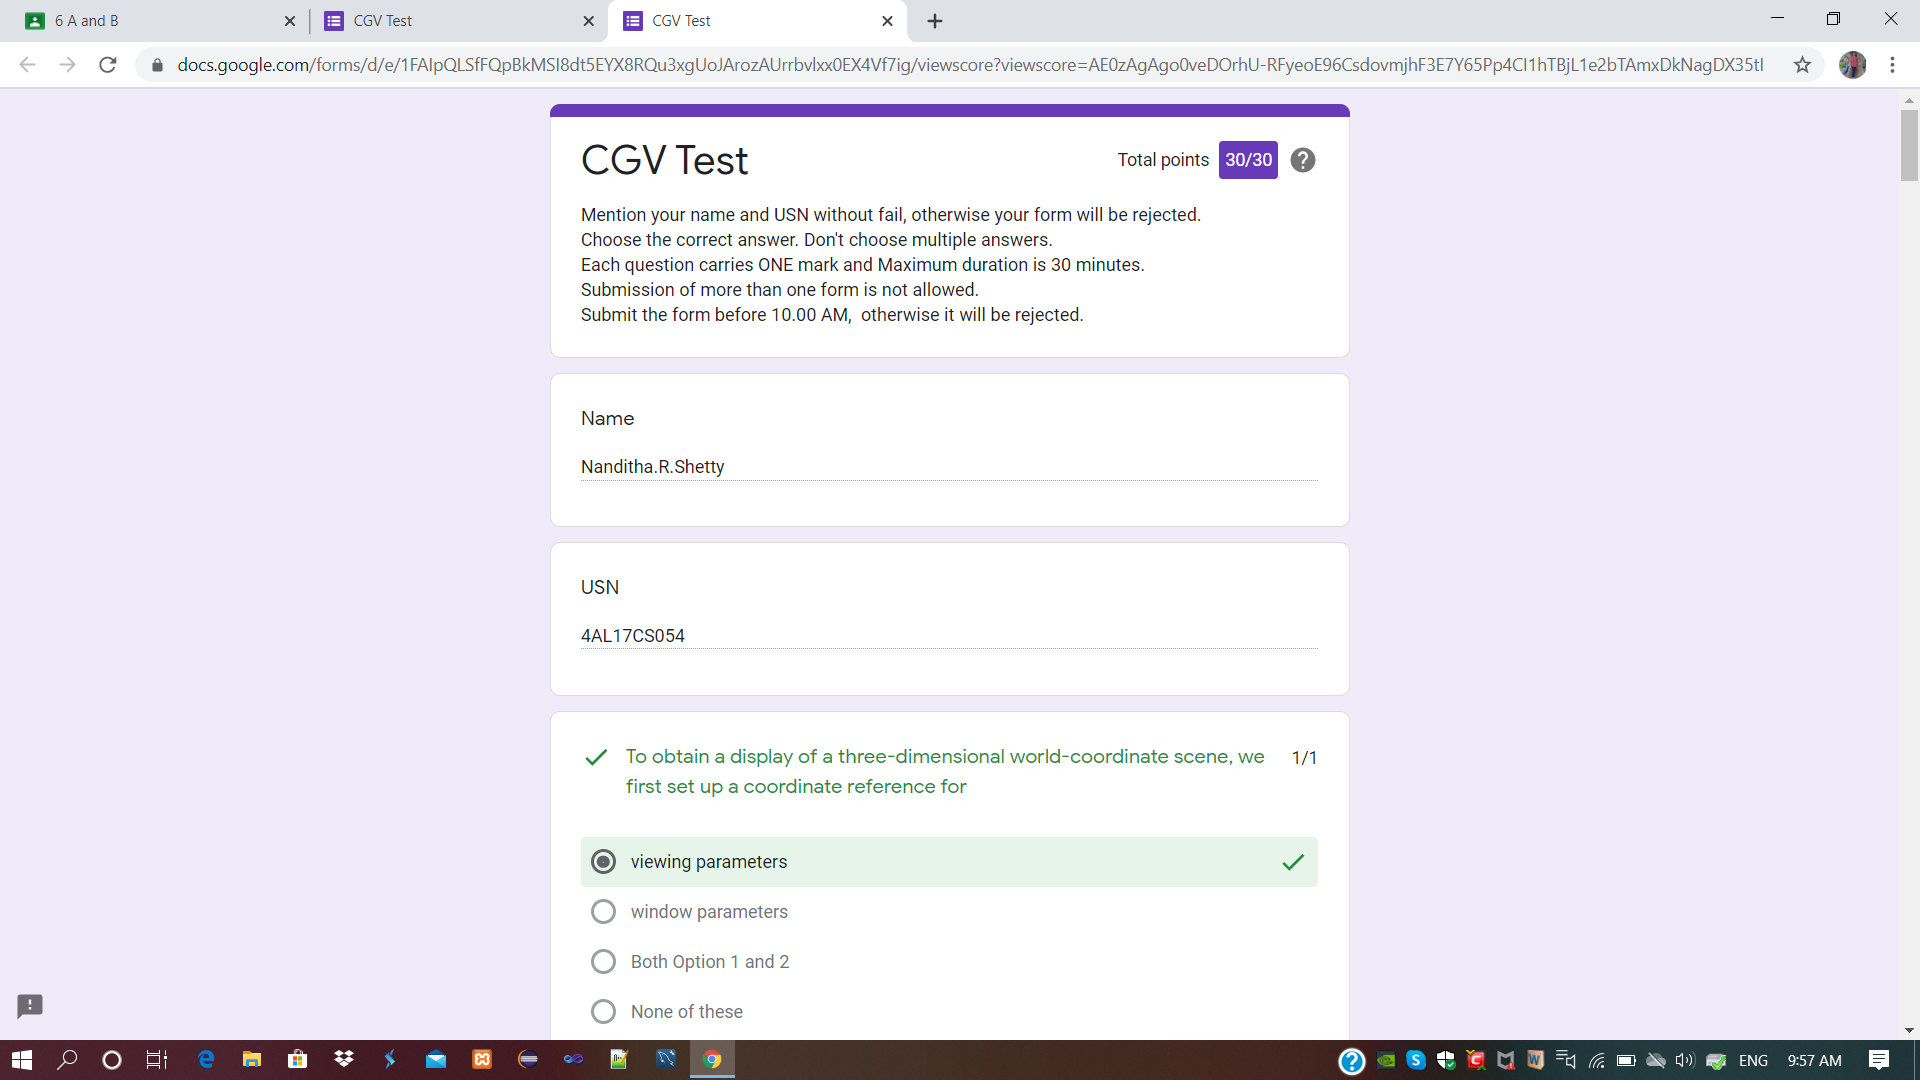 6 A and B
CGV Test
CGV Test
docs.google.com/forms/d/e/1FAIpQLSfFQpBkMSI8dt5EYX8RQu3xgUoJArozAUrrbvlxx0EX4Vf7ig/viewscore?viewscore=AE0zAgAgo0veDOrhU-RFyeoE96CsdovmjhF3E7Y65Pp4CI1hTBjL1e2bTAmxDkNagDX35tI
CGV Test
Total points 30/30
Mention your name and USN without fail, otherwise your form will be rejected.
Choose the correct answer. Don't choose multiple answers.
Each question carries ONE mark and Maximum duration is 30 minutes.
Submission of more than one form is not allowed.
Submit the form before 10.00 AM,  otherwise it will be rejected.
Name
Nanditha.R.Shetty
USN
4AL17CS054
To obtain a display of a three-dimensional world-coordinate scene, we 1/1
first set up a coordinate reference for
viewing parameters
window parameters
Both Option 1 and 2
None of these
ENG 9:57 AM